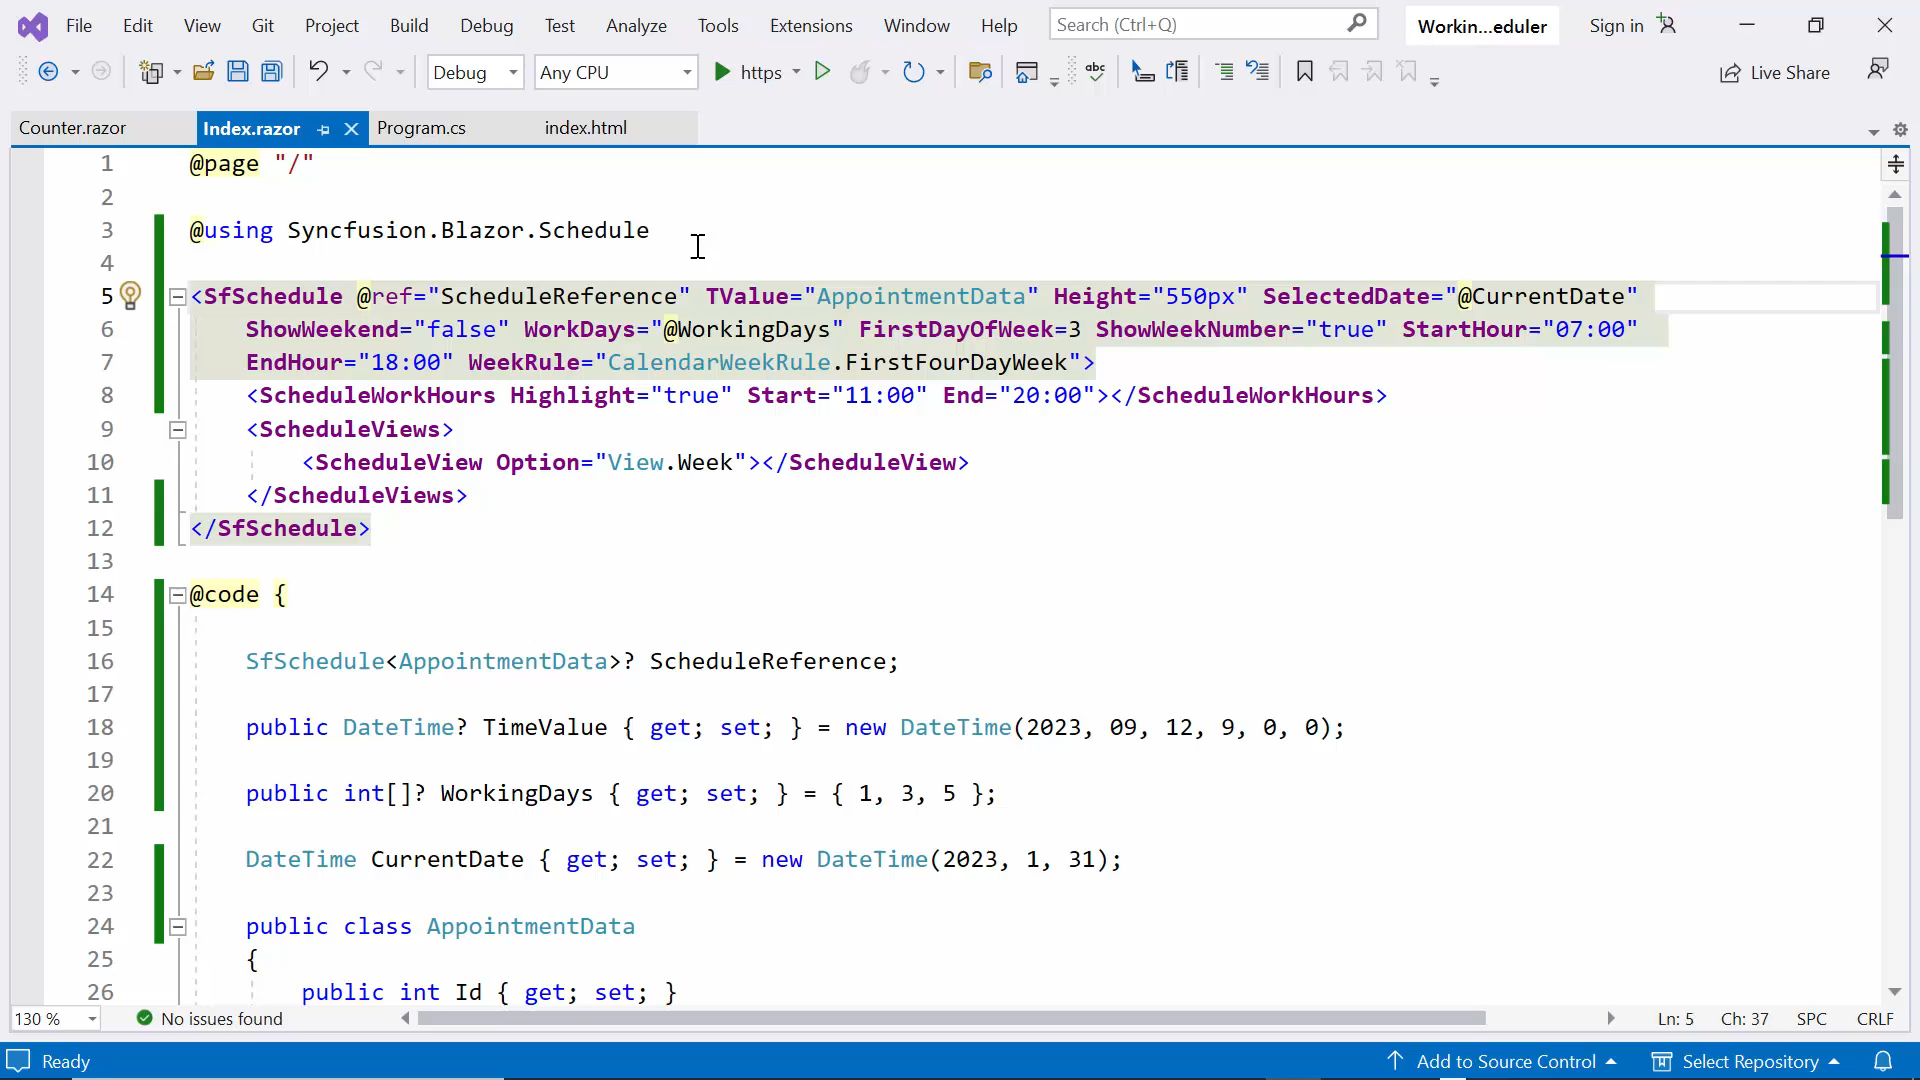 File Edit View Git Project Build Debug Test Analyze Tools Extensions Window Help Search (Ctrl+Q) Workin...eduler Sign in
Debug Any CPU https Live Share
Counter.razor Index.razor Program.cs index.html
1 @page "/"
2
3 @using Syncfusion.Blazor.Schedule
4
5 <SfSchedule @ref="ScheduleReference" TValue="AppointmentData" Height="550px" SelectedDate="@CurrentDate"
6 ShowWeekend="false" WorkDays="@WorkingDays" FirstDayOfWeek=3 ShowWeekNumber="true" StartHour="07:00"
7 EndHour="18:00" WeekRule="CalendarWeekRule.FirstFourDayWeek">
8 <ScheduleWorkHours Highlight="true" Start="11:00" End="20:00"></ScheduleWorkHours>
9 <ScheduleViews>
10 <ScheduleView Option="View.Week"></ScheduleView>
11 </ScheduleViews>
12 </SfSchedule>
13
14 @code {
15
16 SfSchedule<AppointmentData>? ScheduleReference;
17
18 public DateTime? TimeValue { get; set; } = new DateTime(2023, 09, 12, 9, 0, 0);
19
20 public int[]? WorkingDays { get; set; } = { 1, 3, 5 };
21
22 DateTime CurrentDate { get; set; } = new DateTime(2023, 1, 31);
23
24 public class AppointmentData
25 {
26 public int Id { get; set; }
130 % No issues found Ln: 5 Ch: 37 SPC CRLF
Ready Add to Source Control Select Repository